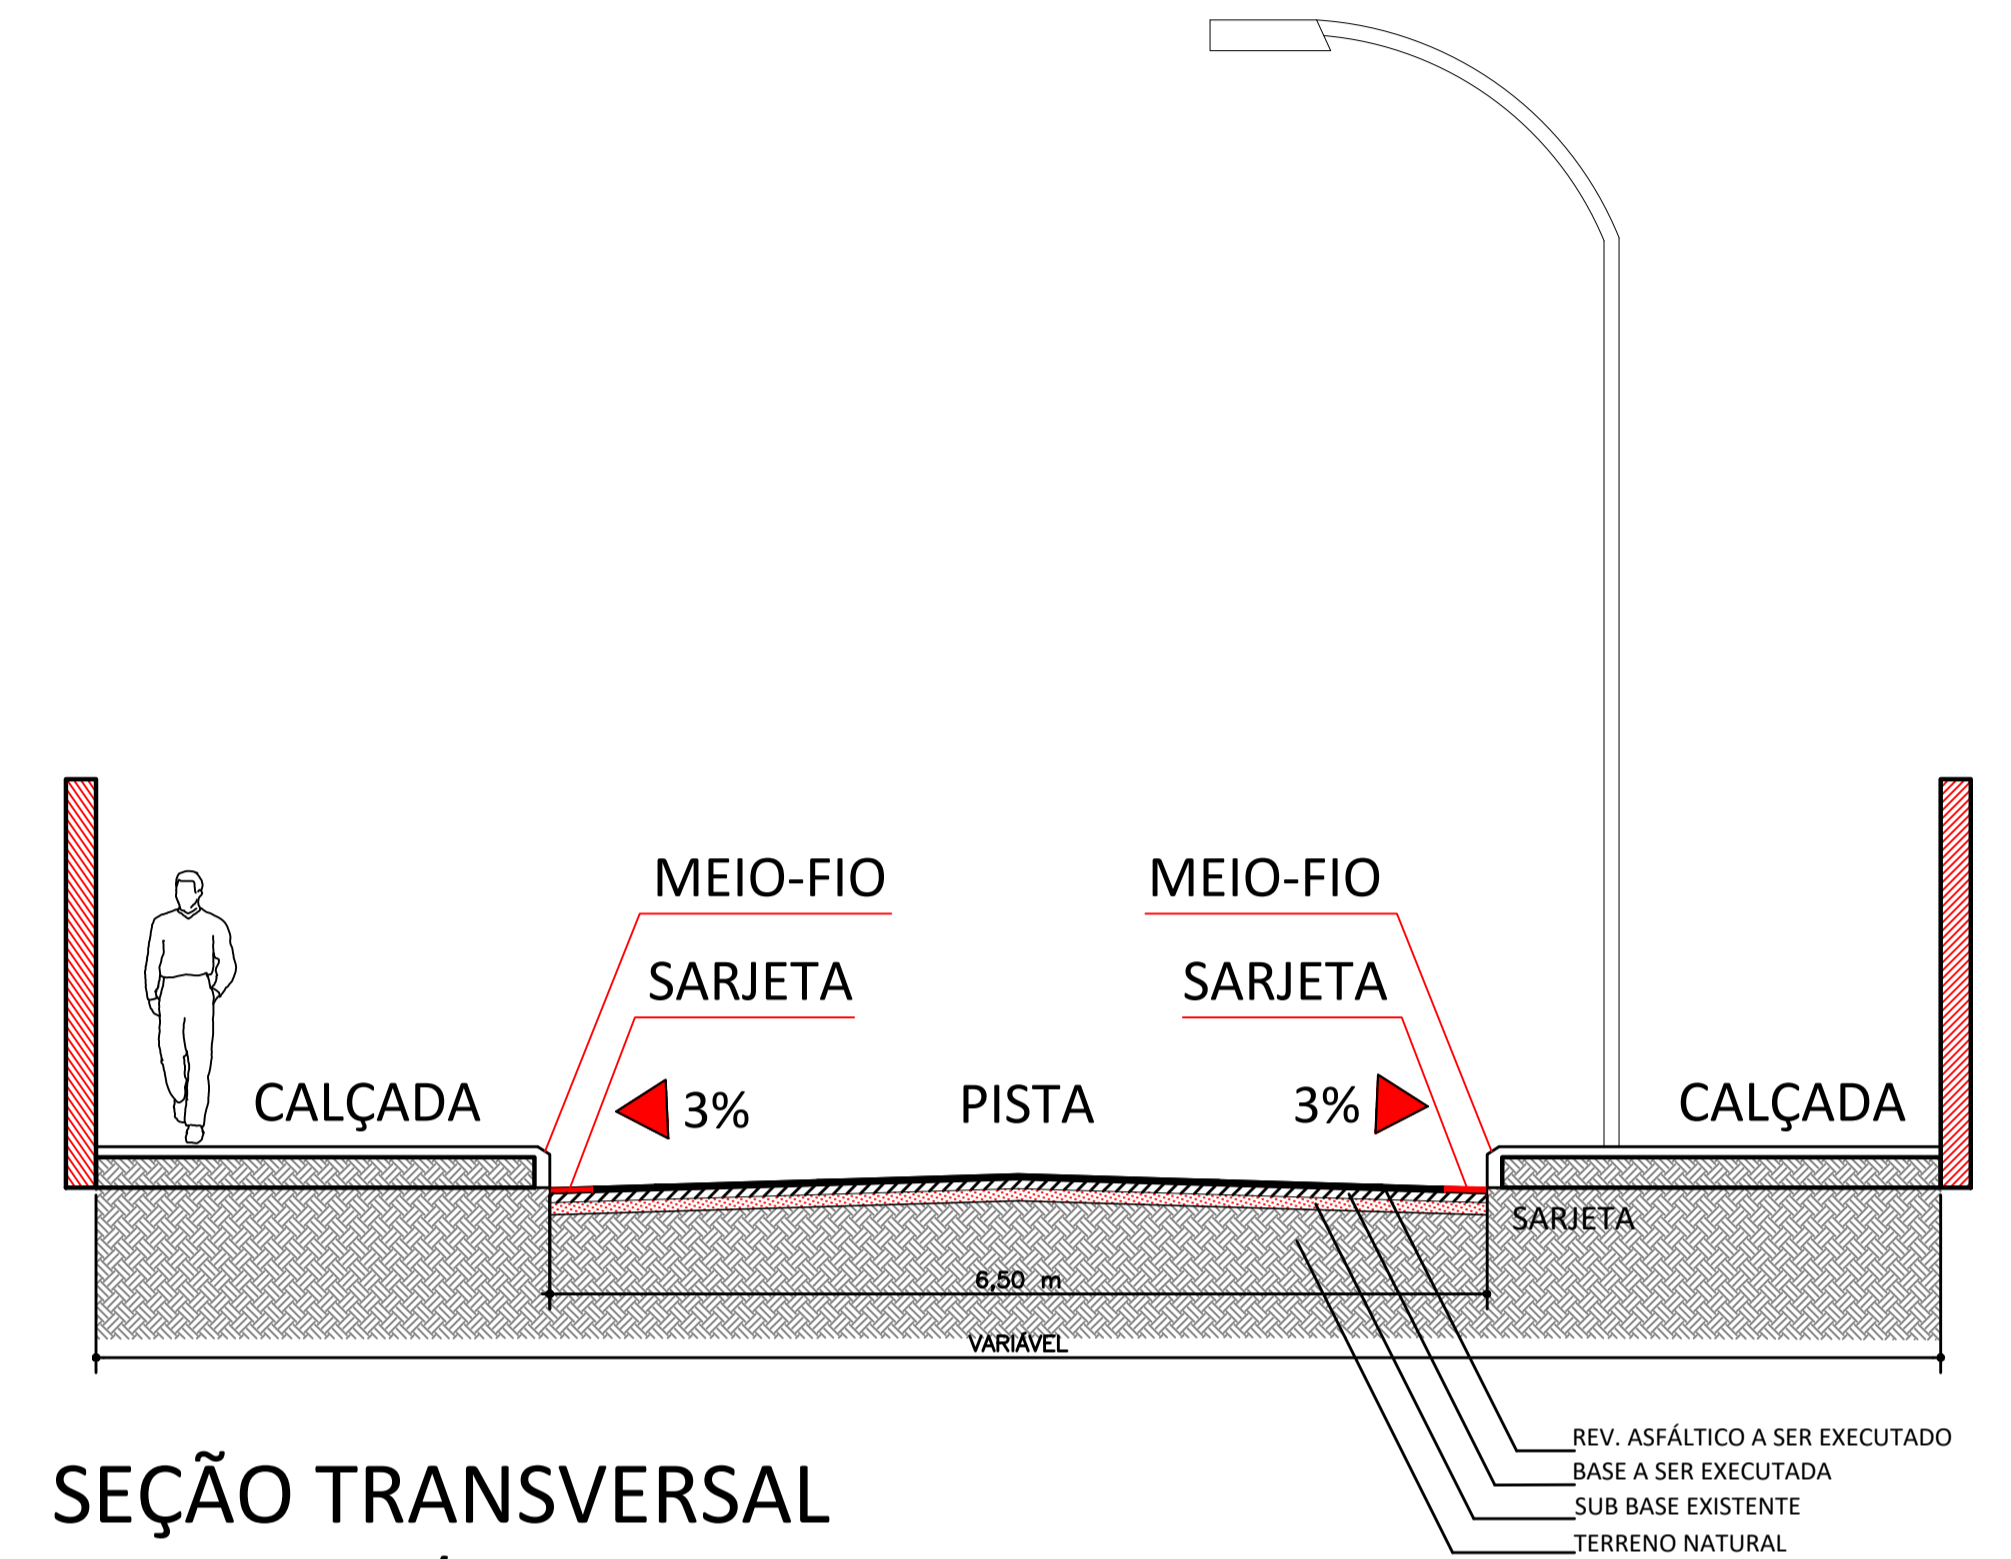 MEIO-FIO MEIO-FIO
SARJETA SARJETA
CALÇADA 3% PISTA 3% CALÇADA
SARJETA
6,50 m
VARIÁVEL
REV. ASFÁLTICO A SER EXECUTADO
BASE A SER EXECUTADA
SUB BASE EXISTENTE
TERRENO NATURAL
SEÇÃO TRANSVERSAL